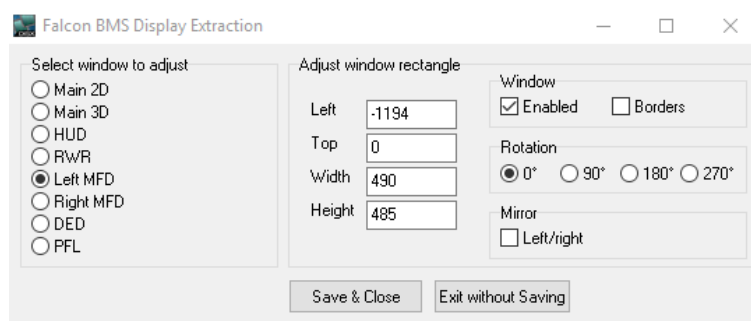 Falcon BMS Display Extraction
Select window to adjust
Main 2D
Main 3D
HUD
RWR
Left MFD
Right MFD
DED
PFL
Adjust window rectangle
Left -1194
Top 0
Width 490
Height 485
Window
Enabled Borders
Rotation
0° 90° 180° 270°
Mirror
Left/right
Save & Close Exit without Saving